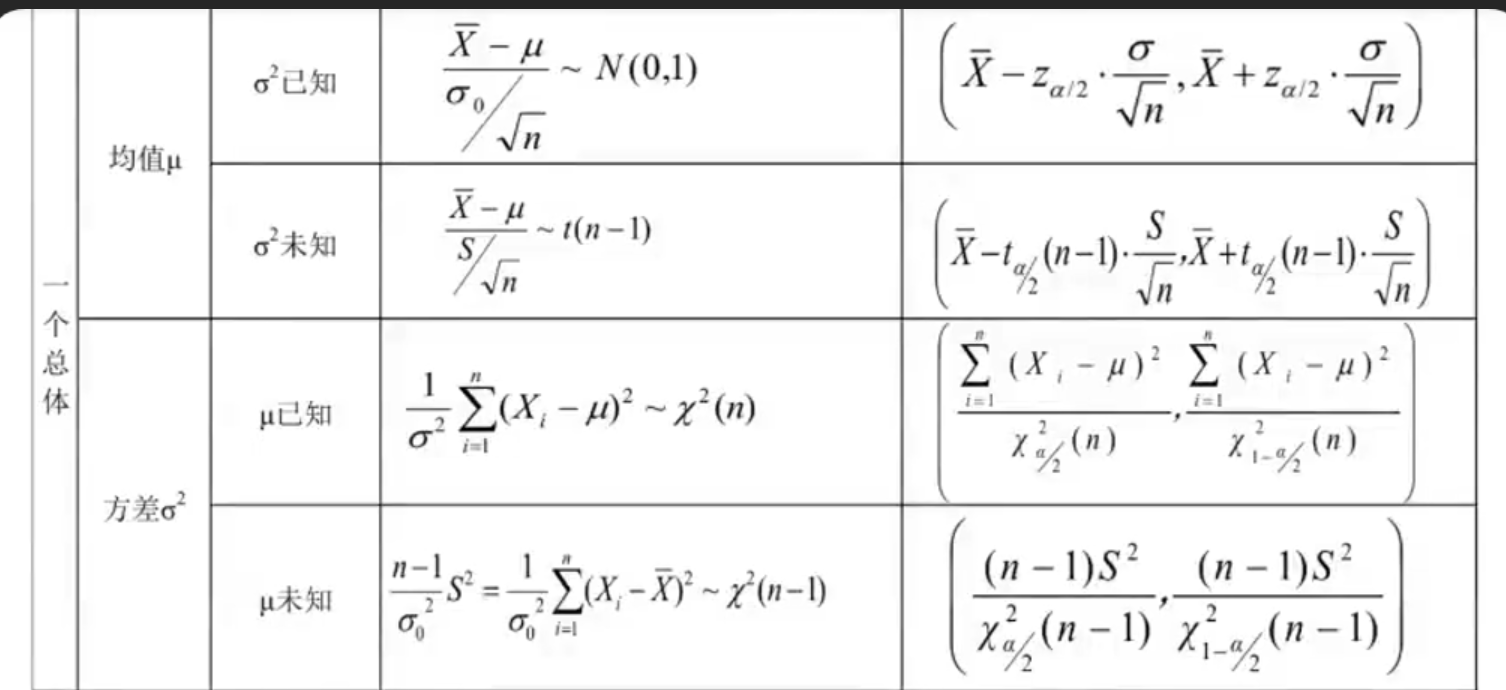 一个总体
均值μ
σ²已知
(X̄ − μ)/(σ₀/√n) ~ N(0,1)
(X̄ − z_{α/2} · σ/√n, X̄ + z_{α/2} · σ/√n)
σ²未知
(X̄ − μ)/(S/√n) ~ t(n−1)
(X̄ − t_{α/2}(n−1) · S/√n, X̄ + t_{α/2}(n−1) · S/√n)
方差σ²
μ已知
1/σ² ∑_{i=1}^{n} (X_i − μ)² ~ χ²(n)
(∑_{i=1}^{n} (X_i − μ)² / χ²_{α/2}(n), ∑_{i=1}^{n} (X_i − μ)² / χ²_{1−α/2}(n))
μ未知
(n−1)/σ₀² S² = 1/σ₀² ∑_{i=1}^{n} (X_i − X̄)² ~ χ²(n−1)
((n−1)S² / χ²_{α/2}(n−1), (n−1)S² / χ²_{1−α/2}(n−1))